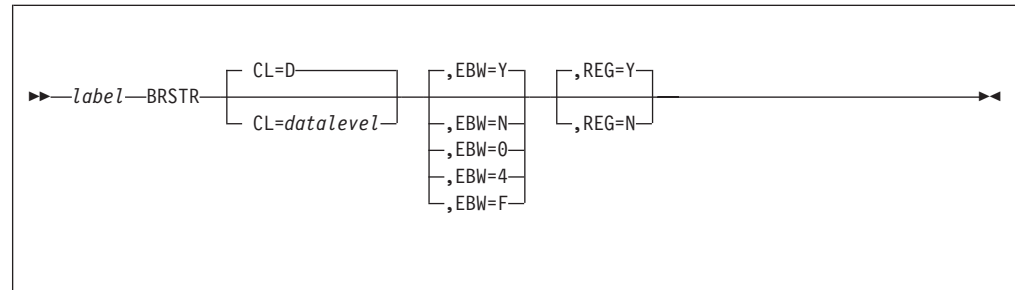 CL=D ,EBW=Y ,REG=Y
label BRSTR
CL=datalevel ,EBW=N ,REG=N
,EBW=0
,EBW=4
,EBW=F